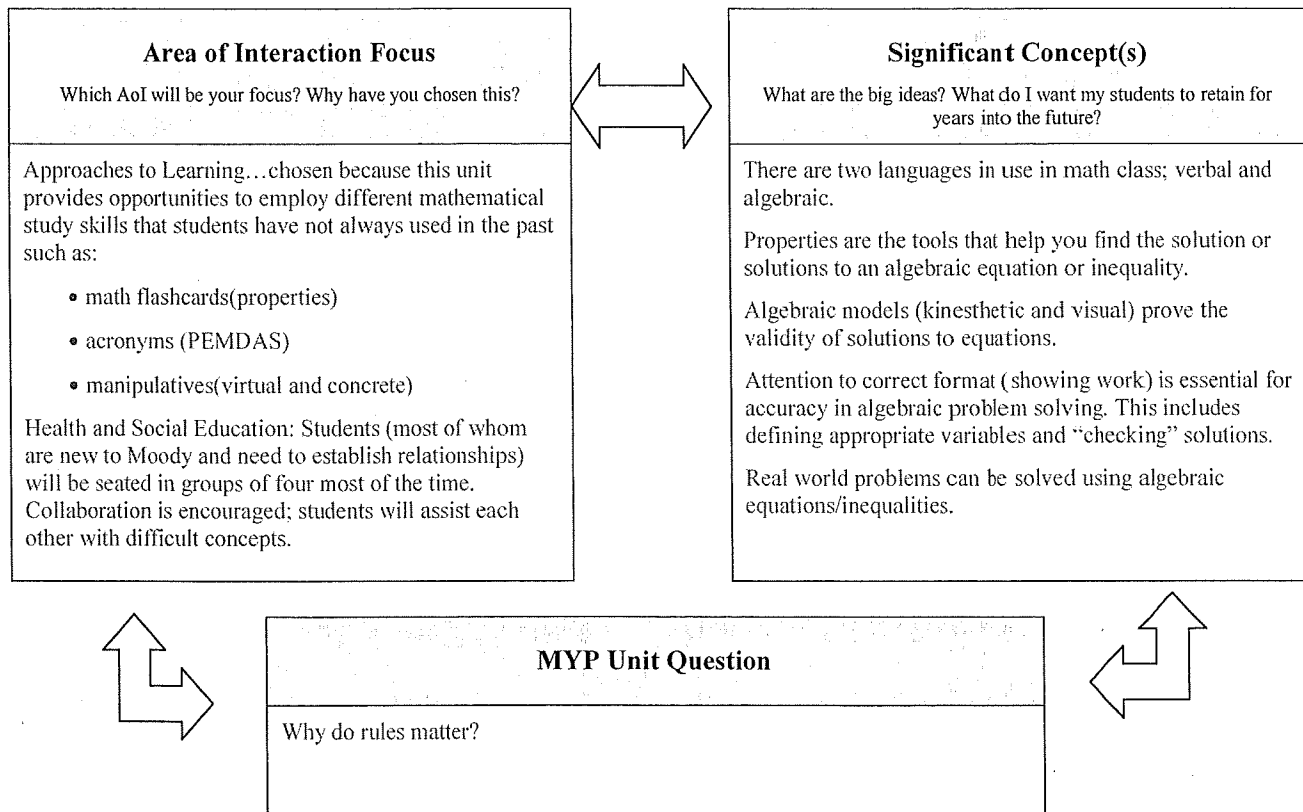 Area of Interaction Focus
Which AoI will be your focus? Why have you chosen this?
Approaches to Learning…chosen because this unit
provides opportunities to employ different mathematical
study skills that students have not always used in the past
such as:
• math flashcards(properties)
• acronyms (PEMDAS)
• manipulatives(virtual and concrete)
Health and Social Education: Students (most of whom
are new to Moody and need to establish relationships)
will be seated in groups of four most of the time.
Collaboration is encouraged; students will assist each
other with difficult concepts.
Significant Concept(s)
What are the big ideas? What do I want my students to retain for
years into the future?
There are two languages in use in math class; verbal and
algebraic.
Properties are the tools that help you find the solution or
solutions to an algebraic equation or inequality.
Algebraic models (kinesthetic and visual) prove the
validity of solutions to equations.
Attention to correct format (showing work) is essential for
accuracy in algebraic problem solving. This includes
defining appropriate variables and “checking” solutions.
Real world problems can be solved using algebraic
equations/inequalities.
MYP Unit Question
Why do rules matter?